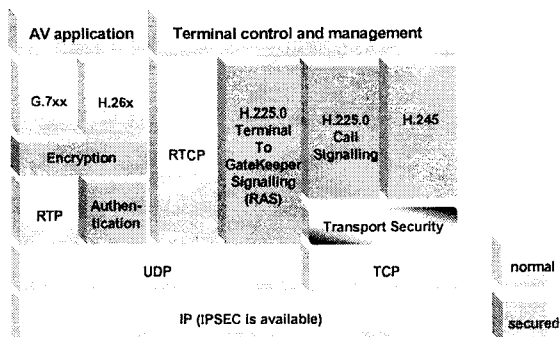 AV application
Terminal control and management
G.7xx
H.26x
Encryption
RTP
Authen-
tication
RTCP
H.225.0
Terminal
To
GateKeeper
Signalling
(RAS)
H.225.0
Call
Signalling
H.245
Transport Security
UDP
TCP
IP (IPSEC is available)
normal
secured